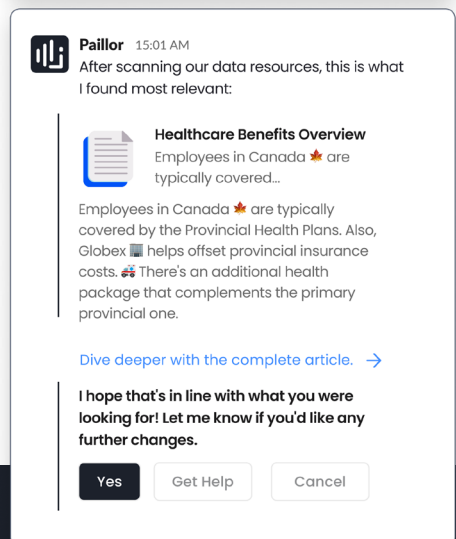 Paillor 15:01 AM
After scanning our data resources, this is what
I found most relevant:
Healthcare Benefits Overview
Employees in Canada 🍁 are
typically covered...
Employees in Canada 🍁 are typically
covered by the Provincial Health Plans. Also,
Globex 🏢 helps offset provincial insurance
costs. 🚑 There's an additional health
package that complements the primary
provincial one.
Dive deeper with the complete article. →
I hope that's in line with what you were
looking for! Let me know if you'd like any
further changes.
Yes Get Help Cancel